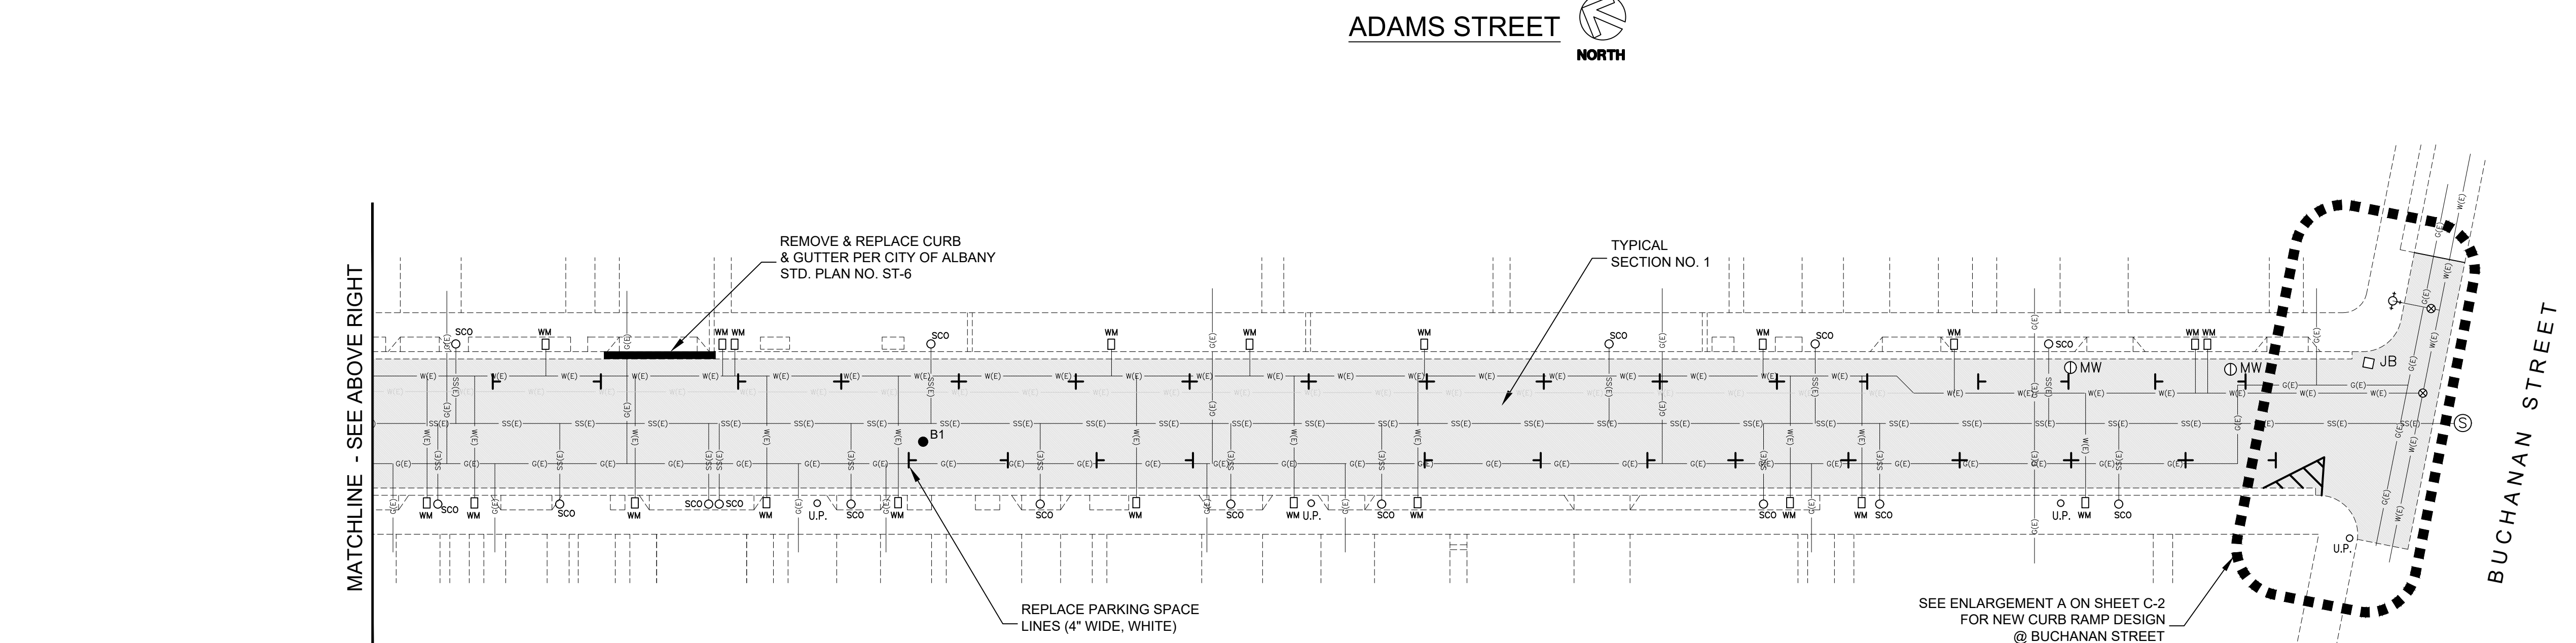 ADAMS STREET
NORTH
REMOVE & REPLACE CURB
& GUTTER PER CITY OF ALBANY
STD. PLAN NO. ST-6
TYPICAL
SECTION NO. 1
MATCHLINE - SEE ABOVE RIGHT
BUCHANAN STREET
SCO
WM
WM WM
SCO
WM
WM
WM
SCO
WM
SCO
WM
SCO
WM WM
MW
MW
JB
W(E)
SS(E)
B1
G(E)
S
WM
SCO
WM
SCO
WM
SCO
SCO
WM
U.P.
SCO
WM
SCO
WM
SCO
WM
U.P.
SCO
WM
SCO
WM
WM
SCO
U.P.
WM
SCO
U.P.
REPLACE PARKING SPACE
LINES (4" WIDE, WHITE)
SEE ENLARGEMENT A ON SHEET C-2
FOR NEW CURB RAMP DESIGN
@ BUCHANAN STREET